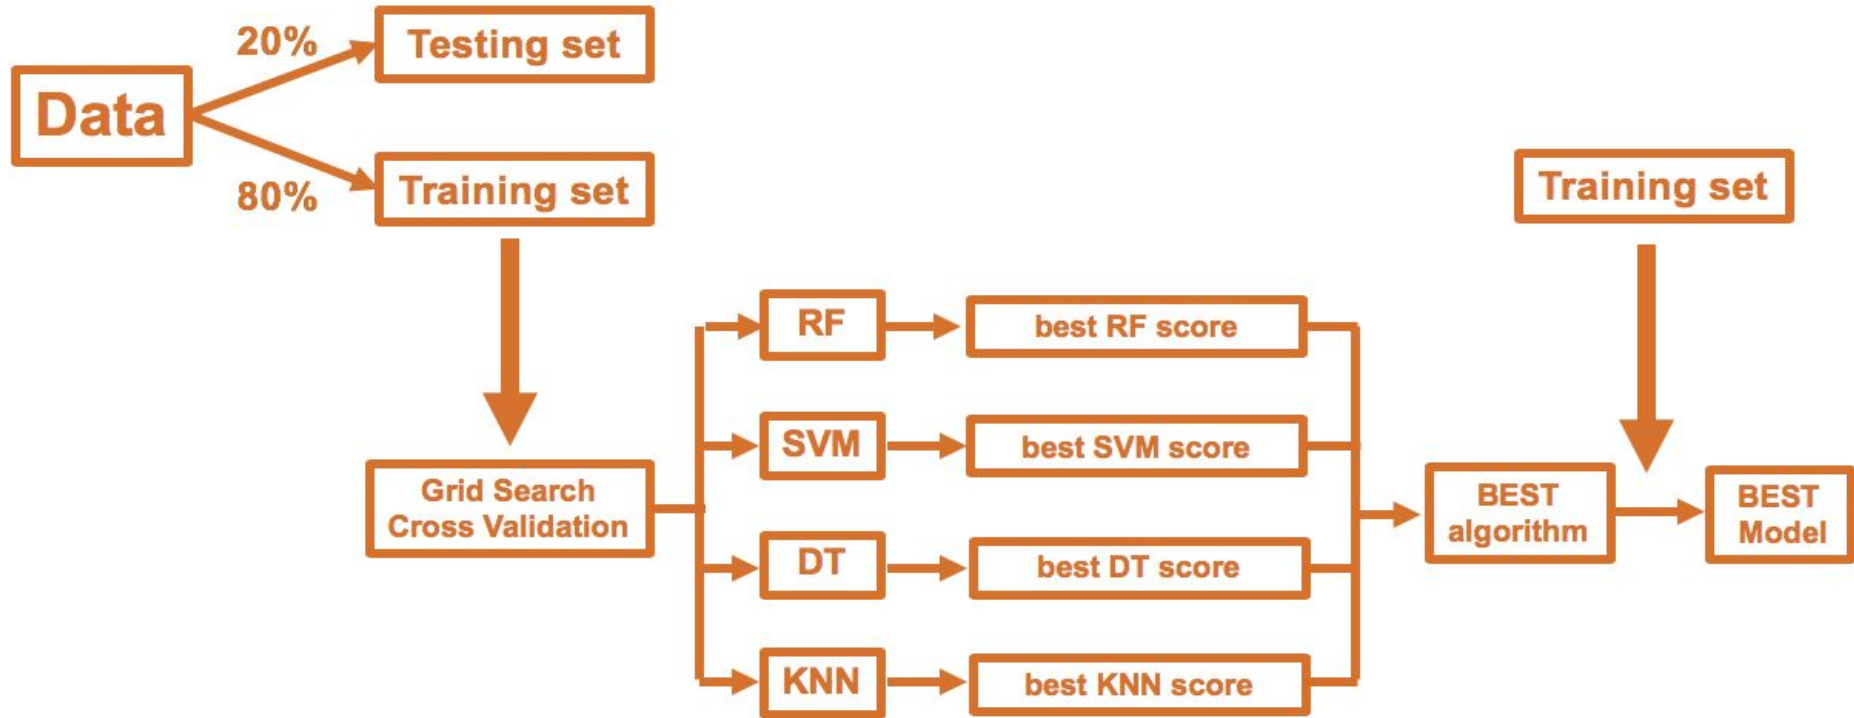 20%
Testing set
Data
80%
Training set
Training set
RF
best RF score
SVM
best SVM score
Grid Search
Cross Validation
BEST
algorithm
BEST
Model
DT
best DT score
KNN
best KNN score